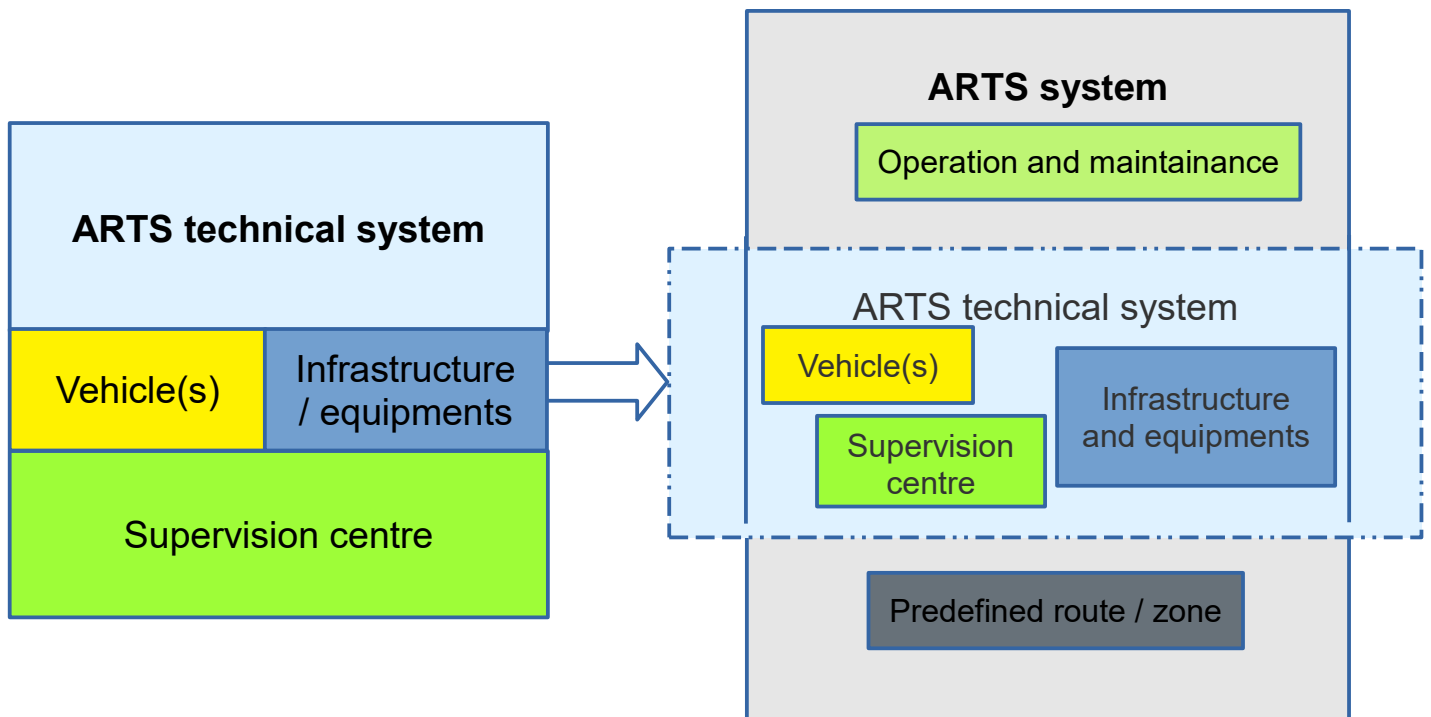 ARTS technical system
Vehicle(s)
Infrastructure
/ equipments
Supervision centre
ARTS system
Operation and maintainance
ARTS technical system
Vehicle(s)
Supervision
centre
Infrastructure
and equipments
Predefined route / zone